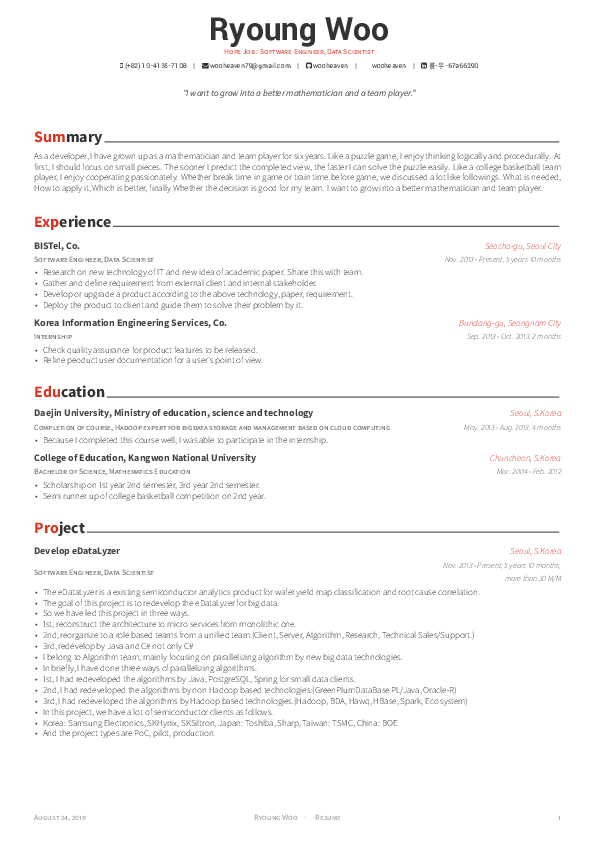 Ryoung Woo
Hope Job: Software Engineer, Data Scientist
(+82) 10-4135-7108 | wooheaven79@gmail.com | wooheaven | wooheaven | 룡-우-67a66290
"I want to grow into a better mathematician and a team player."
Summary
As a developer, I have grown up as a mathematician and team player for six years. Like a puzzle game, I enjoy thinking logically and procedurally. At
first, I should focus on small pieces. The sooner I predict the completed view, the faster I can solve the puzzle easily. Like a college basketball team
player, I enjoy cooperating passionately. Whether break time in game or train time before game, we discussed a lot like followings. What is needed,
How to apply it, Which is better, finally Whether the decision is good for my team. I want to grow into a better mathematician and team player.
Experience
BISTel, Co. Seocho-gu, Seoul City
Software Engineer, Data Scientist Nov. 2013 - Present, 5 years 10 months
• Research on new technology of IT and new idea of academic paper. Share this with team.
• Gather and define requirement from external client and internal stakeholder.
• Develop or upgrade a product according to the above technology, paper, requirement.
• Deploy the product to client and guide them to solve their problem by it.
Korea Information Engineering Services, Co. Bundang-gu, Seongnam City
Internship Sep. 2013 - Oct. 2013, 2 months
• Check quality assurance for product features to be released.
• Refine peoduct user documentation for a user's point of view.
Education
Daejin University, Ministry of education, science and technology Seoul, S.Korea
Completion of course, Hadoop expert for bigdata storage and management based on cloud computing May. 2013 - Aug. 2013, 4 months
• Because I completed this course well, I was able to participate in the internship.
College of Education, Kangwon National University Chuncheon, S.Korea
Bachelor of Science, Mathematics Education Mar. 2004 - Feb. 2012
• Scholarship on 1st year 2nd semester, 3rd year 2nd semester.
• Semi runner up of college basketball competition on 2nd year.
Project
Develop eDataLyzer Seoul, S.Korea
Software Engineer, Data Scientist Nov. 2013 - Present, 5 years 10 months,
more than 30 M/M
• The eDataLyzer is a existing semiconductor analytics product for wafer yield map classification and root cause correlation.
• The goal of this project is to redevelop the eDataLyzer for big data.
• So we have led this project in three ways.
• 1st, reconstruct the architecture to micro services from monolithic one.
• 2nd, reorganize to a role based teams from a unified team.(Client, Server, Algorithm, Research, Technical Sales/Support.)
• 3rd, redevelop by Java and C# not only C#
• I belong to Algorithm team, mainly focusing on parallelizing algorithm by new big data technologies.
• In briefly, I have done three ways of parallelizing algorithms.
• 1st, I had redeveloped the algorithms by Java, PostgreSQL, Spring for small data clients.
• 2nd, I had redeveloped the algorithms by non Hadoop based technologies.(GreenPlumDataBase PL/Java, Oracle-R)
• 3rd, I had redeveloped the algorithms by Hadoop based technologies.(Hadoop, BDA, Hawq, HBase, Spark, Eco system)
• In this project, we have a lot of semiconductor clients as follows.
• Korea: Samsung Electronics, SKHynix, SKSiltron, Japan: Toshiba, Sharp, Taiwan: TSMC, China: BOE
• And the project types are PoC, pilot, production.
August 24, 2019 Ryoung Woo · Resume 1